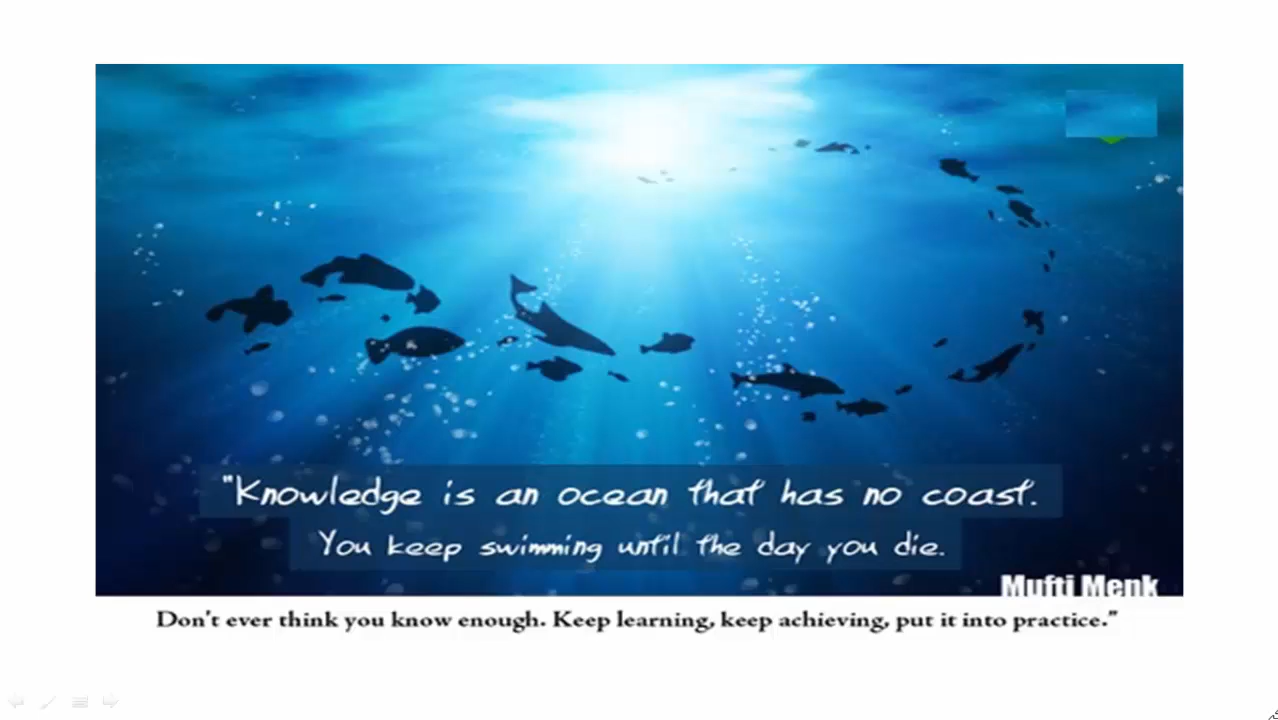 "Knowledge is an ocean that has no coast.
You keep swimming until the day you die.
Mufti Menk
Don't ever think you know enough. Keep learning, keep achieving, put it into practice."